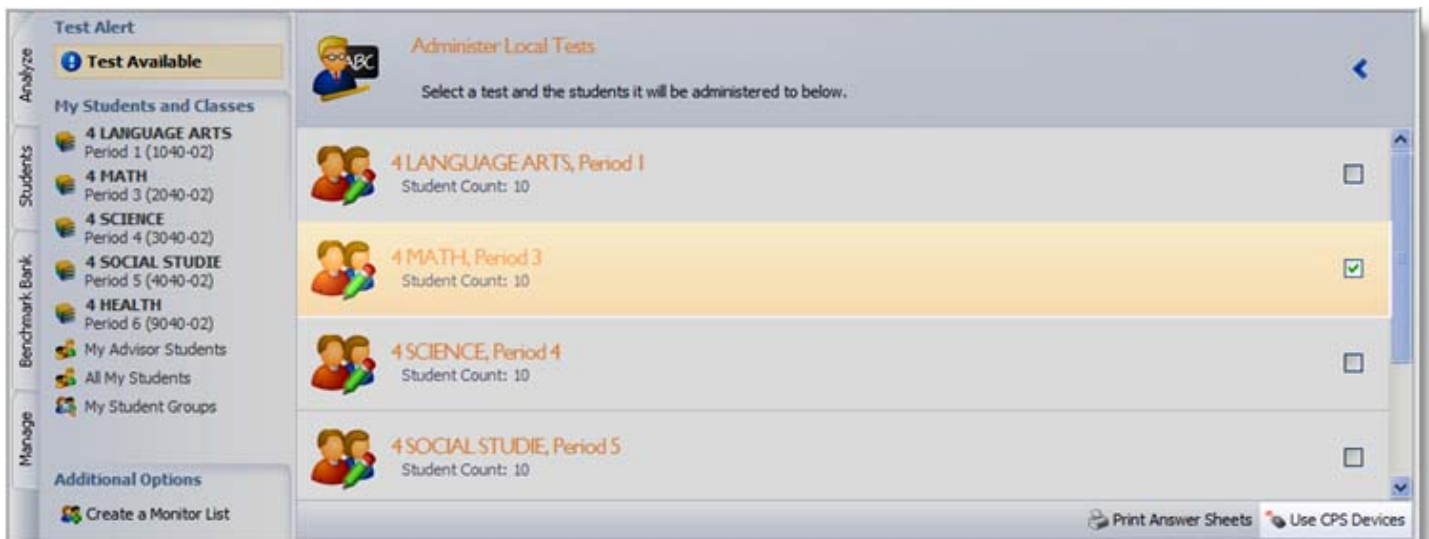 Analyze
Students
Benchmark Bank
Manage
Test Alert
Test Available
My Students and Classes
4 LANGUAGE ARTS
Period 1 (1040-02)
4 MATH
Period 3 (2040-02)
4 SCIENCE
Period 4 (3040-02)
4 SOCIAL STUDIE
Period 5 (4040-02)
4 HEALTH
Period 6 (9040-02)
My Advisor Students
All My Students
My Student Groups
Additional Options
Create a Monitor List
ABC
Administer Local Tests
Select a test and the students it will be administered to below.
4 LANGUAGE ARTS, Period 1
Student Count: 10
4 MATH, Period 3
Student Count: 10
4 SCIENCE, Period 4
Student Count: 10
4 SOCIAL STUDIE, Period 5
Student Count: 10
Print Answer Sheets
Use CPS Devices